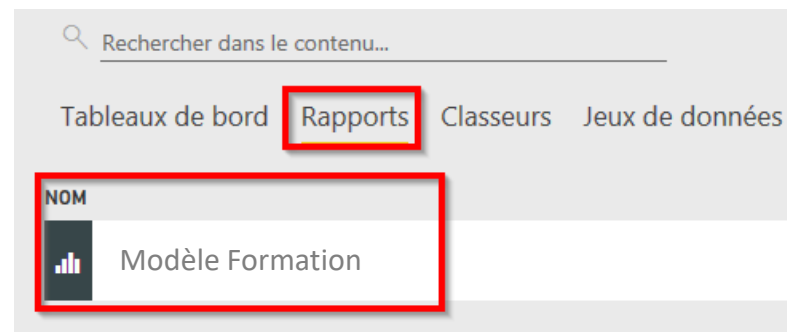 Rechercher dans le contenu...
Tableaux de bord Rapports Classeurs Jeux de données
NOM
Modèle Formation